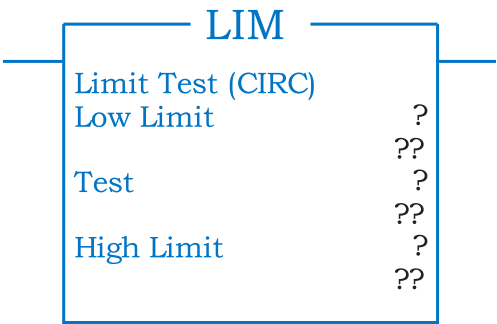 LIM
Limit Test (CIRC)
Low Limit ?
??
Test ?
??
High Limit ?
??